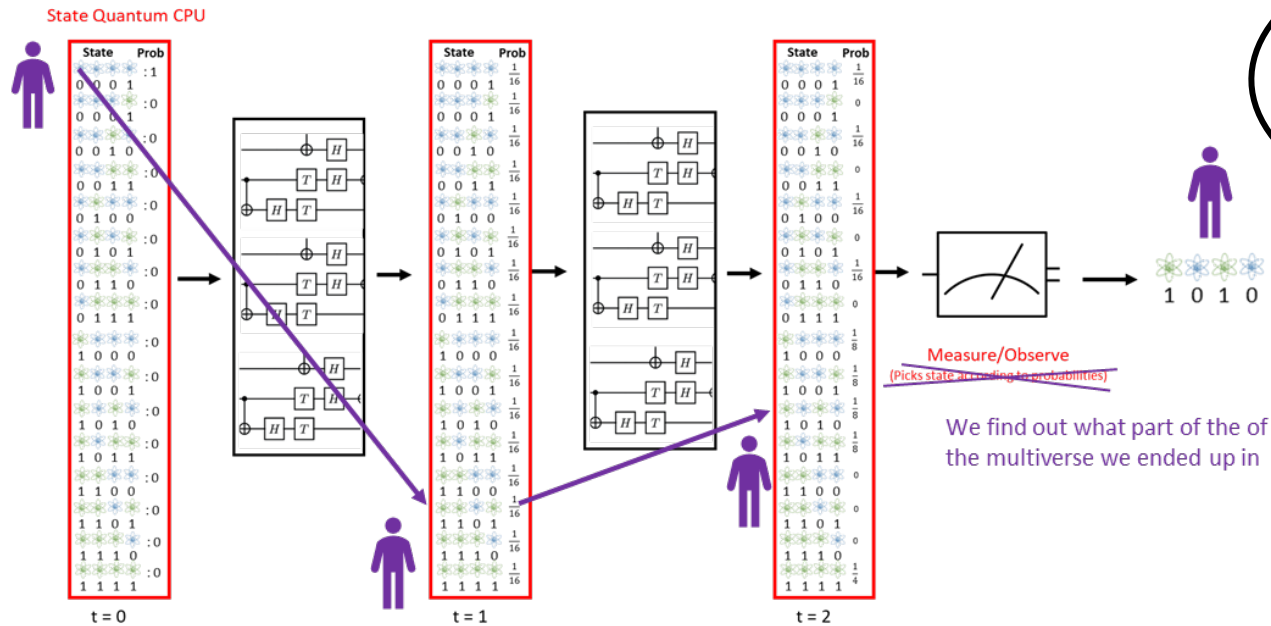 State Quantum CPU
State Prob
0 0 0 1 : 1
0 0 0 1 : 0
0 0 1 0 : 0
0 0 1 1 : 0
0 1 0 0 : 0
0 1 0 1 : 0
0 1 1 0 : 0
0 1 1 1 : 0
1 0 0 0 : 0
1 0 0 1 : 0
1 0 1 0 : 0
1 0 1 1 : 0
1 1 0 0 : 0
1 1 0 1 : 0
1 1 1 0 : 0
1 1 1 1 : 0
t = 0
H
T H
H T
H
T H
H T
H
T H
H T
State Prob
0 0 0 1 1/16
0 0 0 1 1/16
0 0 1 0 1/16
0 0 1 1 1/16
0 1 0 0 1/16
0 1 0 1 1/16
0 1 1 0 1/16
0 1 1 1 1/16
1 0 0 0 1/16
1 0 0 1 1/16
1 0 1 0 1/16
1 0 1 1 1/16
1 1 0 0 1/16
1 1 0 1 1/16
1 1 1 0 1/16
1 1 1 1 1/16
t = 1
H
T H
H T
H
T H
H T
H
T H
H T
State Prob
0 0 0 1 1/16
0 0 0 1 0
0 0 1 0 1/16
0 0 1 1 0
0 1 0 0 1/16
0 1 0 1 0
0 1 1 0 1/16
0 1 1 1 0
1 0 0 0 1/8
1 0 0 1 1/8
1 0 1 0 1/8
1 0 1 1 1/8
1 1 0 0 0
1 1 0 1 0
1 1 1 0 0
1 1 1 1 1/4
t = 2
Measure/Observe
(Picks state according to probabilities)
We find out what part of the of
the multiverse we ended up in
1 0 1 0